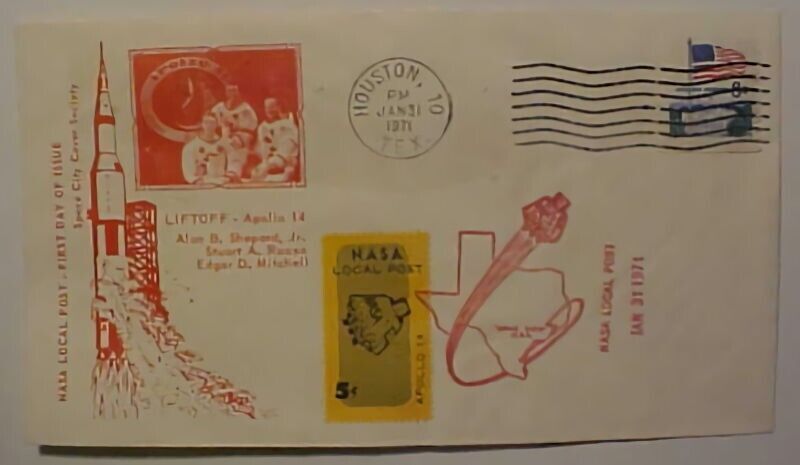 NASA LOCAL POST - FIRST DAY OF ISSUE
Space City Cover Society
APOLLO
LIFTOFF - Apollo 14
Alan B. Shepard, Jr.
Stuart A. Roosa
Edgar D. Mitchell
HOUSTON, 10
PM
JAN 31
1971
TEX
NASA
LOCAL POST
APOLLO 14
5¢
NASA LOCAL POST
JAN 31 1971